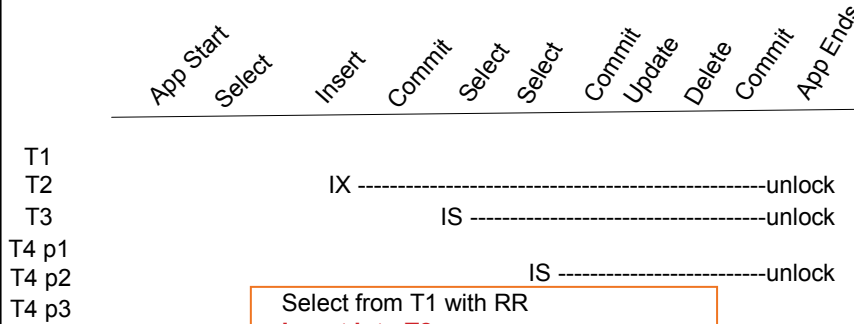 App Start Select Insert Commit Select Select Commit Update Delete Commit App Ends
T1
T2 IX ---------------------------------------------------unlock
T3 IS -------------------------------------unlock
T4 p1
T4 p2 IS --------------------------unlock
T4 p3 Select from T1 with RR